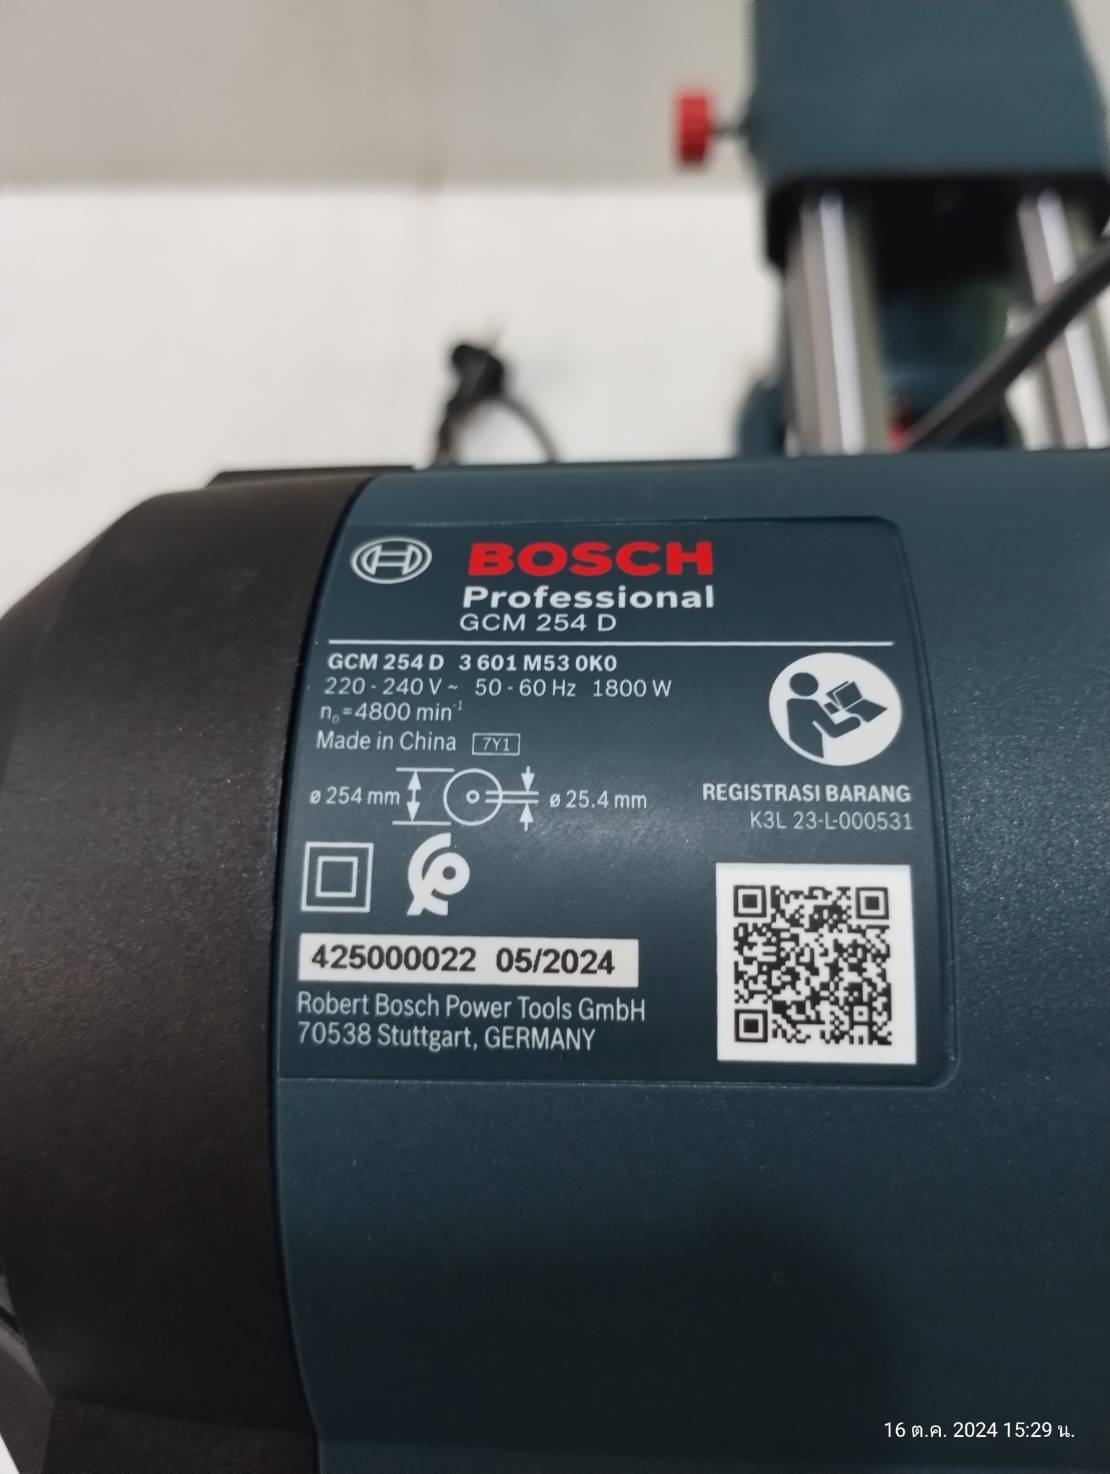 BOSCH
Professional
GCM 254 D
GCM 254 D 3 601 M53 0K0
220 - 240 V ~ 50 - 60 Hz 1800 W
n₀ = 4800 min⁻¹
Made in China 7Y1
ø 254 mm ø 25.4 mm
REGISTRASI BARANG
K3L 23-L-000531
425000022 05/2024
Robert Bosch Power Tools GmbH
70538 Stuttgart, GERMANY
16 ต.ค. 2024 15:29 น.